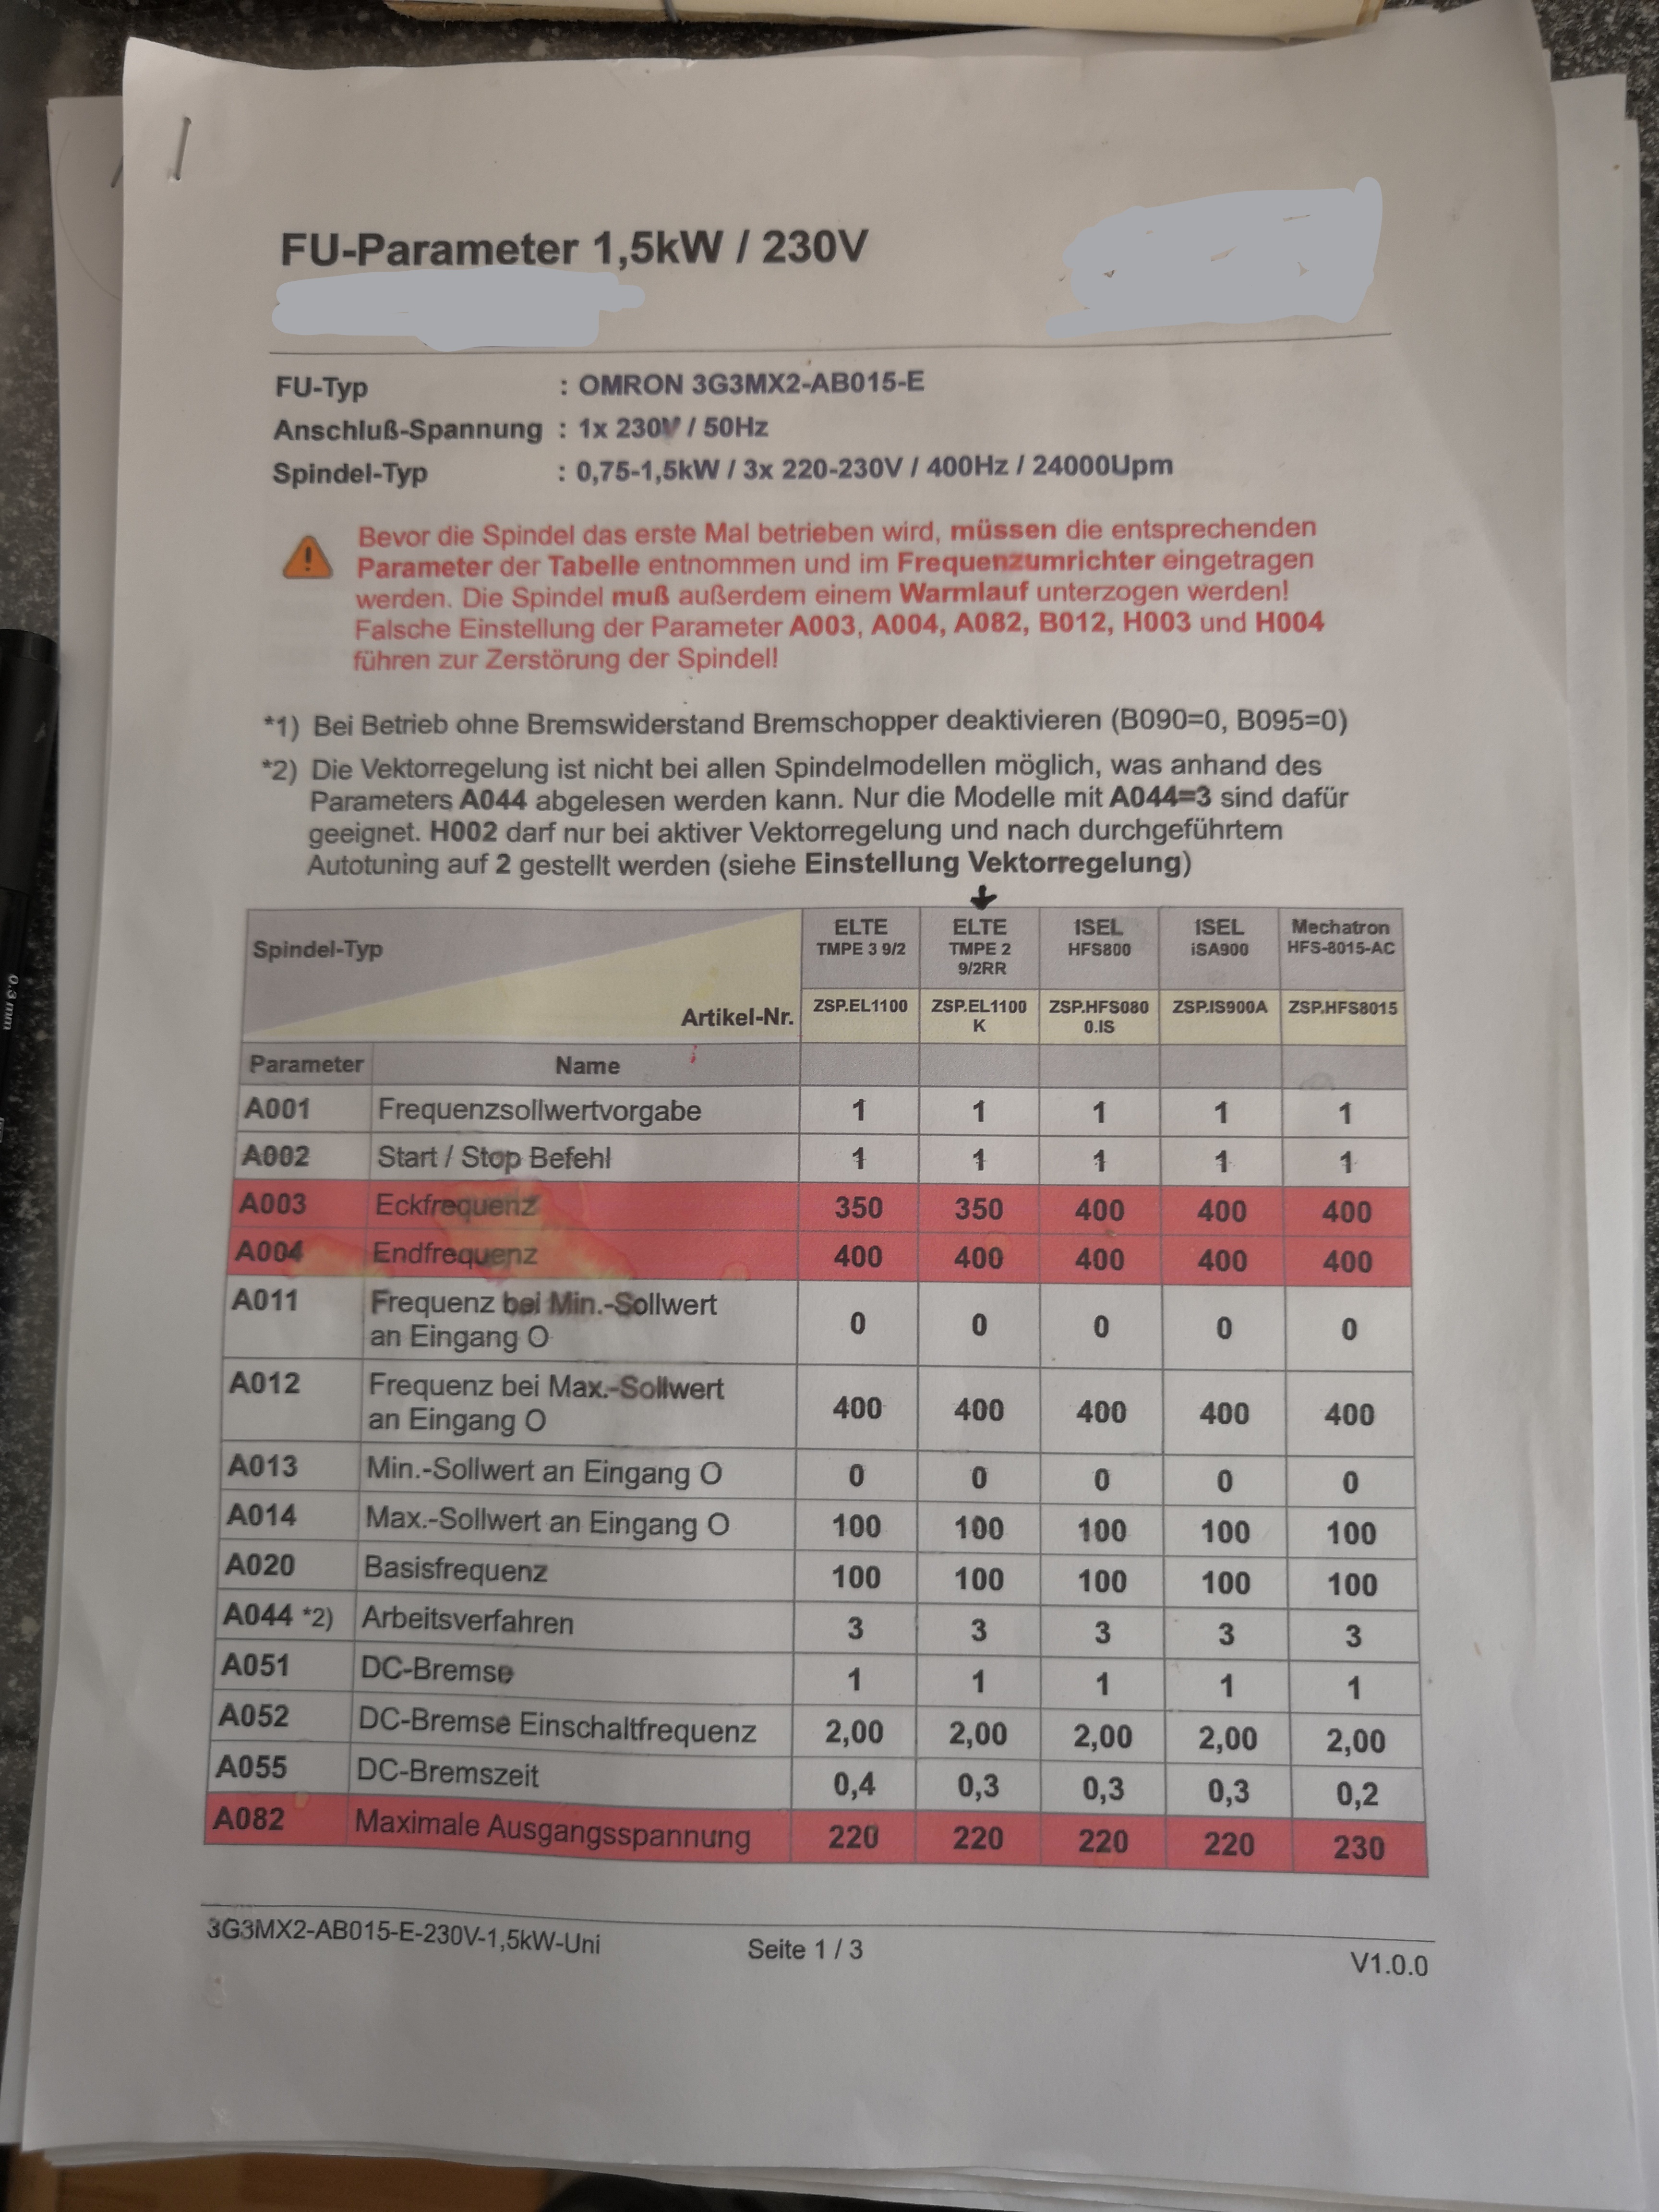 FU-Parameter 1,5kW / 230V
FU-Typ : OMRON 3G3MX2-AB015-E
Anschluß-Spannung : 1x 230V / 50Hz
Spindel-Typ : 0,75-1,5kW / 3x 220-230V / 400Hz / 24000Upm
Bevor die Spindel das erste Mal betrieben wird, müssen die entsprechenden
Parameter der Tabelle entnommen und im Frequenzumrichter eingetragen
werden. Die Spindel muß außerdem einem Warmlauf unterzogen werden!
Falsche Einstellung der Parameter A003, A004, A082, B012, H003 und H004
führen zur Zerstörung der Spindel!
*1) Bei Betrieb ohne Bremswiderstand Bremschopper deaktivieren (B090=0, B095=0)
*2) Die Vektorregelung ist nicht bei allen Spindelmodellen möglich, was anhand des
Parameters A044 abgelesen werden kann. Nur die Modelle mit A044=3 sind dafür
geeignet. H002 darf nur bei aktiver Vektorregelung und nach durchgeführtem
Autotuning auf 2 gestellt werden (siehe Einstellung Vektorregelung)
Spindel-Typ
ELTE TMPE 3 9/2
ELTE TMPE 2 9/2RR
ISEL HFS800
ISEL iSA900
Mechatron HFS-8015-AC
Artikel-Nr. ZSP.EL1100
ZSP.EL1100 K
ZSP.HFS080 0.IS
ZSP.IS900A
ZSP.HFS8015
Parameter Name
A001 Frequenzsollwertvorgabe 1 1 1 1 1
A002 Start / Stop Befehl 1 1 1 1 1
A003 Eckfrequenz 350 350 400 400 400
A004 Endfrequenz 400 400 400 400 400
A011 Frequenz bei Min.-Sollwert
an Eingang O 0 0 0 0 0
A012 Frequenz bei Max.-Sollwert
an Eingang O 400 400 400 400 400
A013 Min.-Sollwert an Eingang O 0 0 0 0 0
A014 Max.-Sollwert an Eingang O 100 100 100 100 100
A020 Basisfrequenz 100 100 100 100 100
A044 *2) Arbeitsverfahren 3 3 3 3 3
A051 DC-Bremse 1 1 1 1 1
A052 DC-Bremse Einschaltfrequenz 2,00 2,00 2,00 2,00 2,00
A055 DC-Bremszeit 0,4 0,3 0,3 0,3 0,2
A082 Maximale Ausgangsspannung 220 220 220 220 230
3G3MX2-AB015-E-230V-1,5kW-Uni
Seite 1 / 3
V1.0.0
0.3 mm